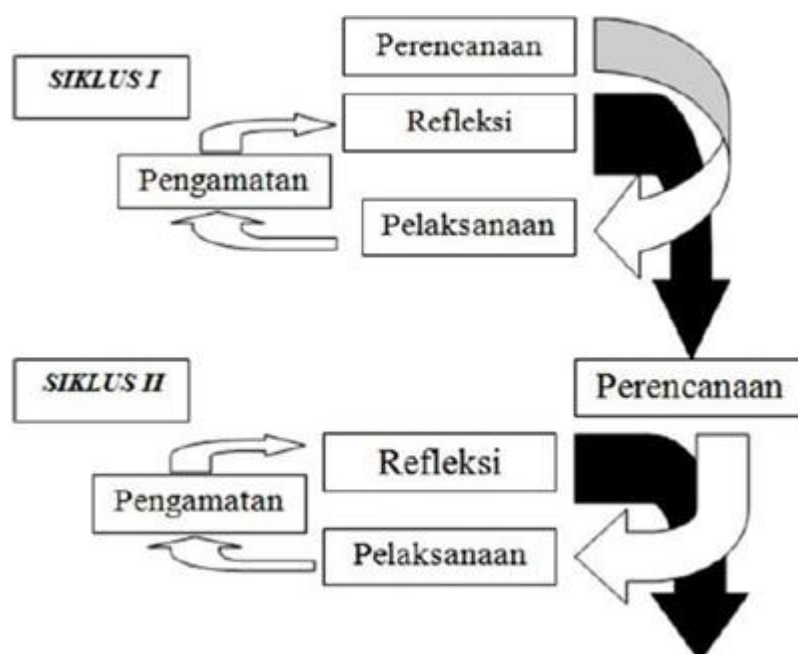 Perencanaan
SIKLUS I
Refleksi
Pengamatan
Pelaksanaan
SIKLUS II
Perencanaan
Refleksi
Pengamatan
Pelaksanaan